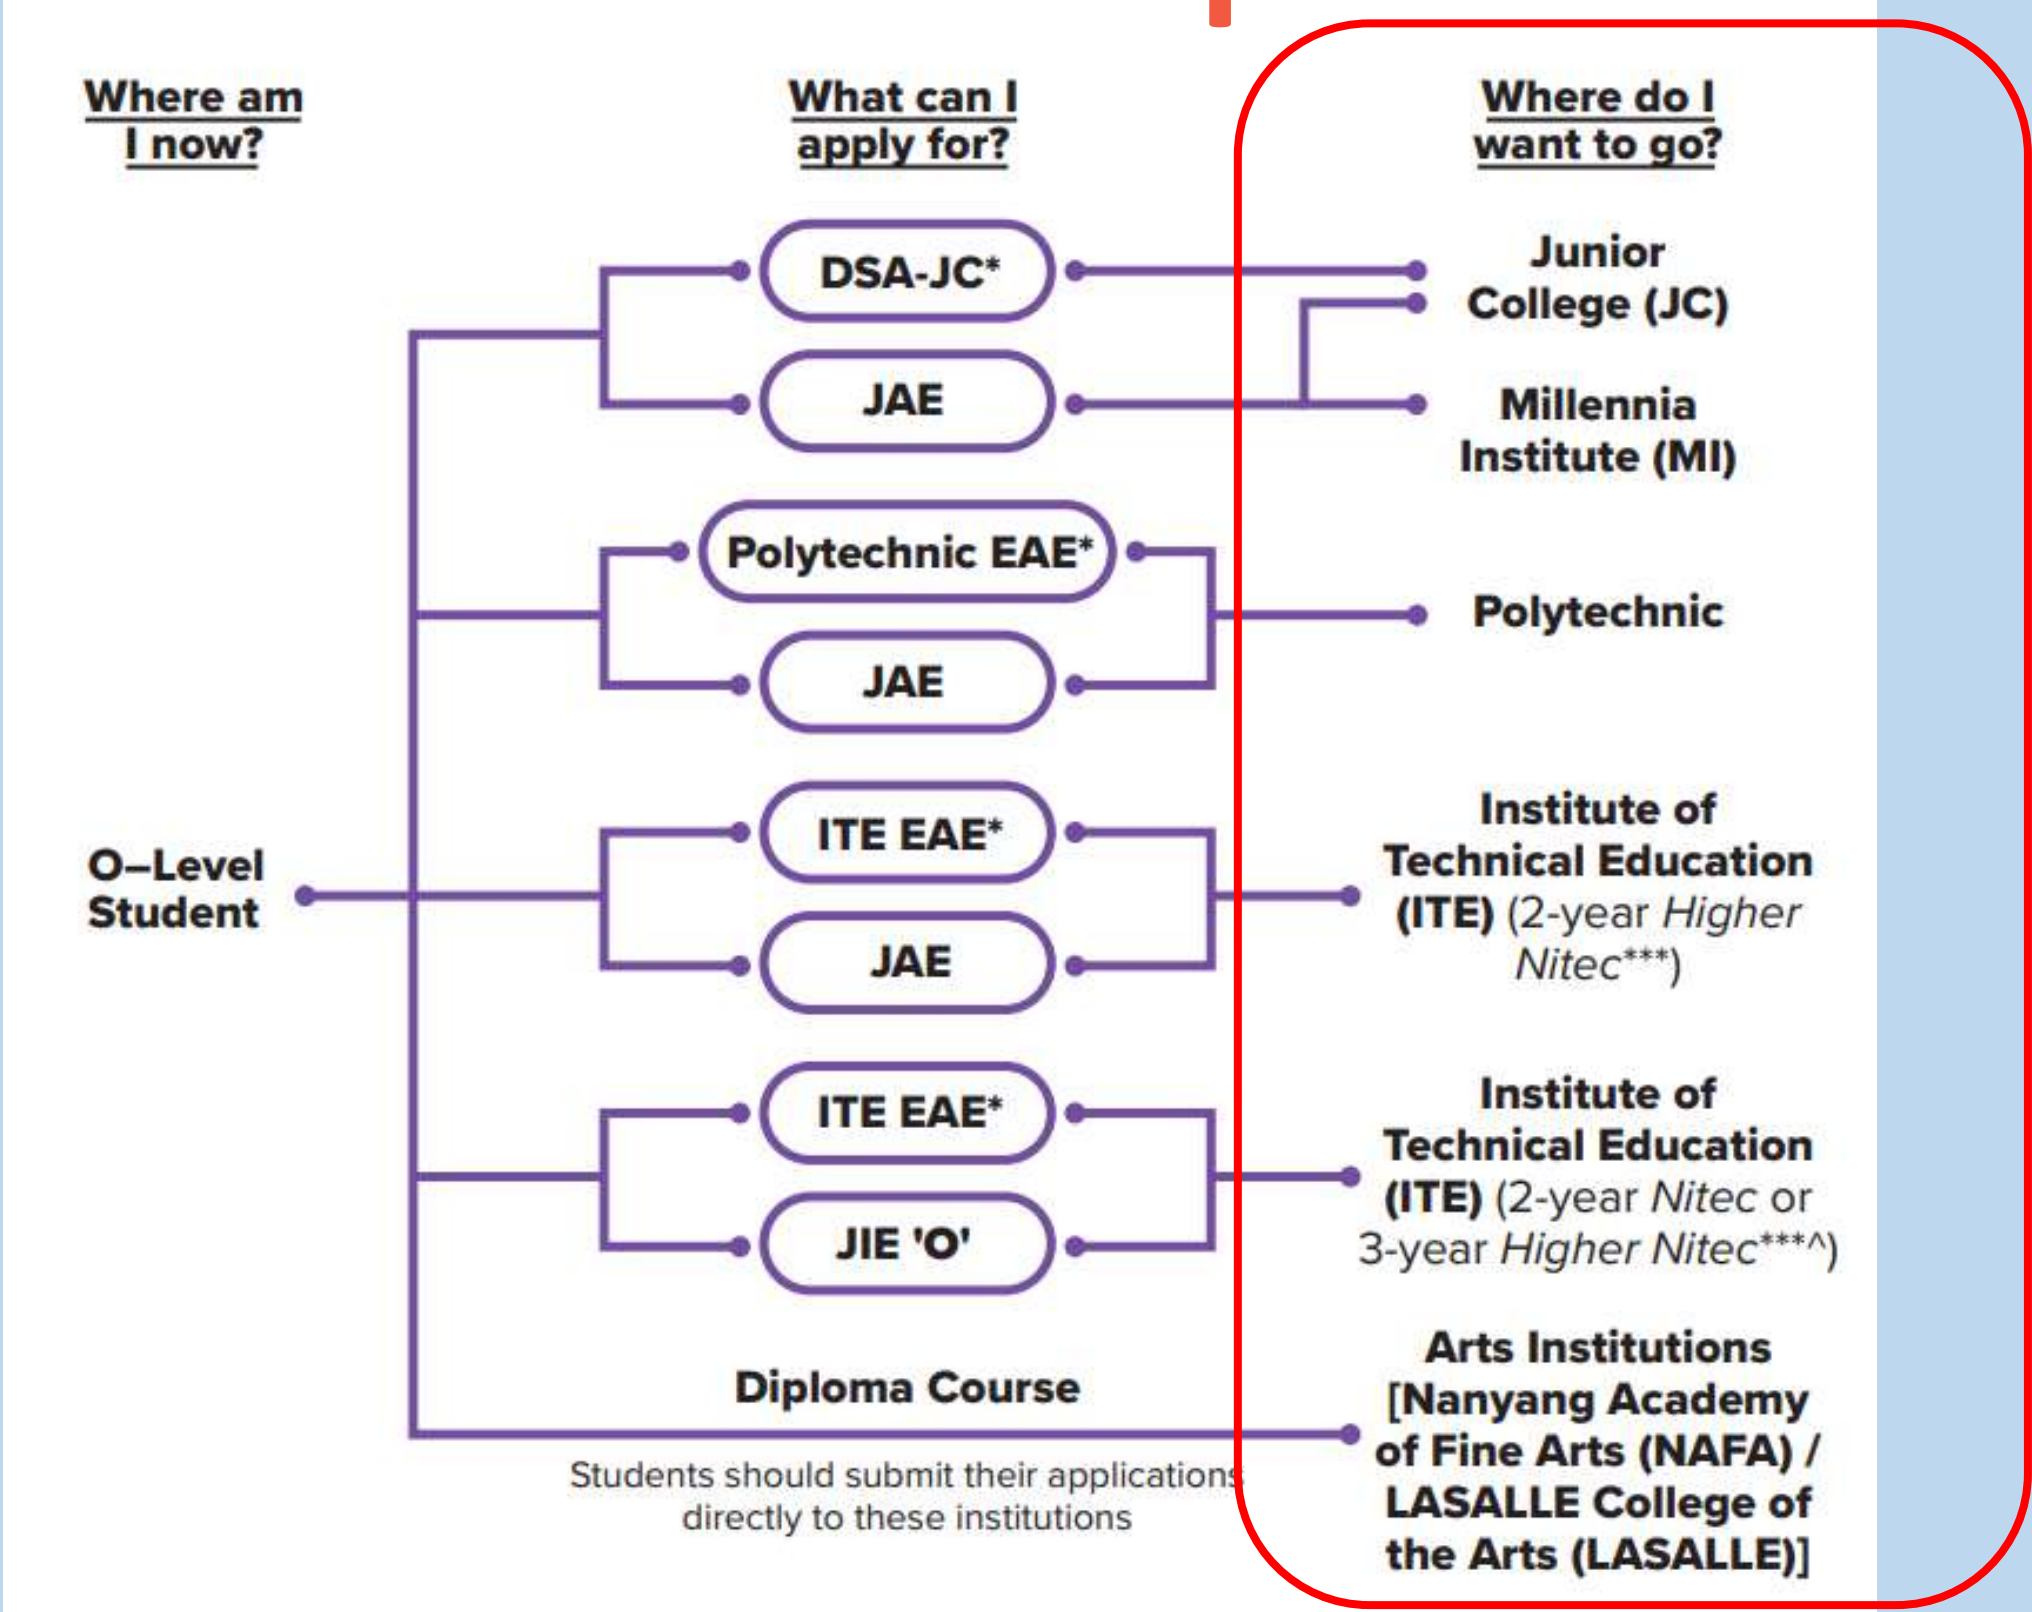 Where am
I now?
What can I
apply for?
Where do I
want to go?
DSA-JC*
Junior
College (JC)
JAE
Millennia
Institute (MI)
Polytechnic EAE*
Polytechnic
JAE
O–Level
Student
ITE EAE*
JAE
Institute of
Technical Education
(ITE) (2-year Higher
Nitec***)
ITE EAE*
JIE 'O'
Institute of
Technical Education
(ITE) (2-year Nitec or
3-year Higher Nitec***^)
Diploma Course
Students should submit their applications
directly to these institutions
Arts Institutions
[Nanyang Academy
of Fine Arts (NAFA) /
LASALLE College of
the Arts (LASALLE)]